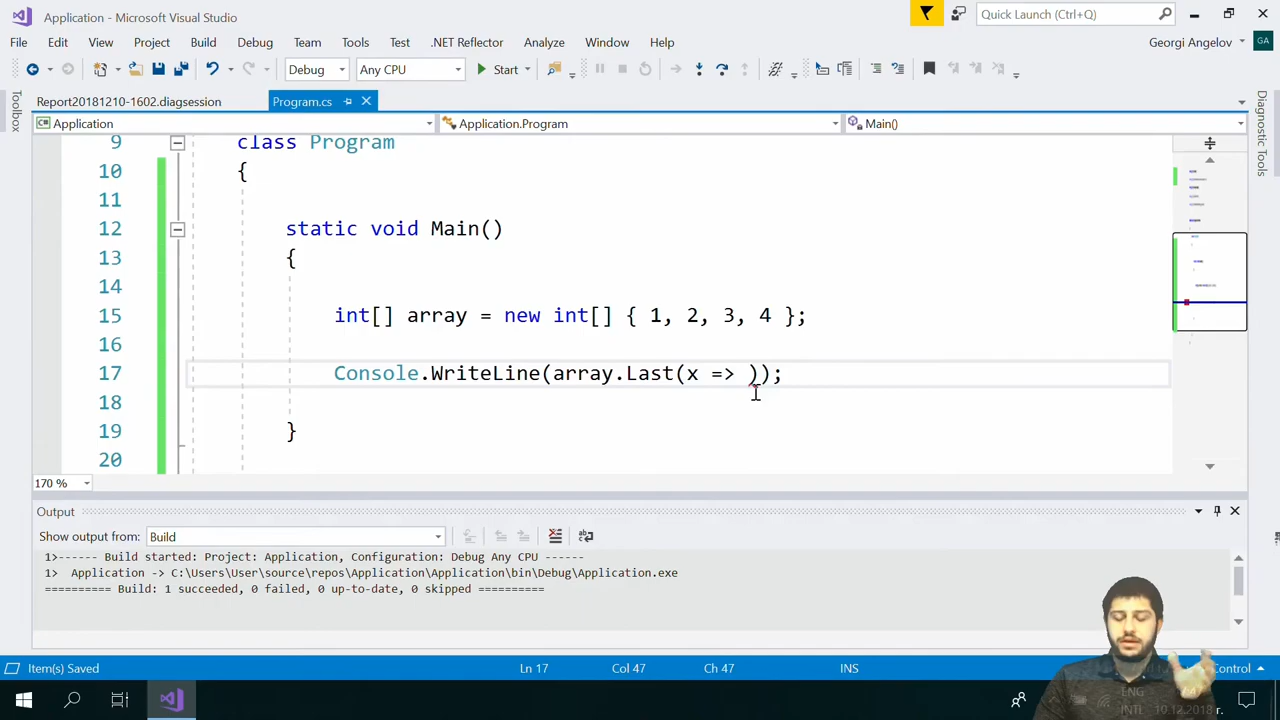 Application - Microsoft Visual Studio
Quick Launch (Ctrl+Q)
File Edit View Project Build Debug Team Tools Test .NET Reflector Analyze Window Help
Georgi Angelov GA
Debug Any CPU Start
Toolbox
Report20181210-1602.diagsession Program.cs
Diagnostic Tools
Application Application.Program Main()
9 class Program
10 {
11
12 static void Main()
13 {
14
15 int[] array = new int[] { 1, 2, 3, 4 };
16
17 Console.WriteLine(array.Last(x => ));
18
19 }
20
170 %
Output
Show output from: Build
1>------ Build started: Project: Application, Configuration: Debug Any CPU ------
1> Application -> C:\Users\User\source\repos\Application\Application\bin\Debug\Application.exe
========== Build: 1 succeeded, 0 failed, 0 up-to-date, 0 skipped ==========
Item(s) Saved Ln 17 Col 47 Ch 47 INS
ENG
INTL 19.12.2018 г.